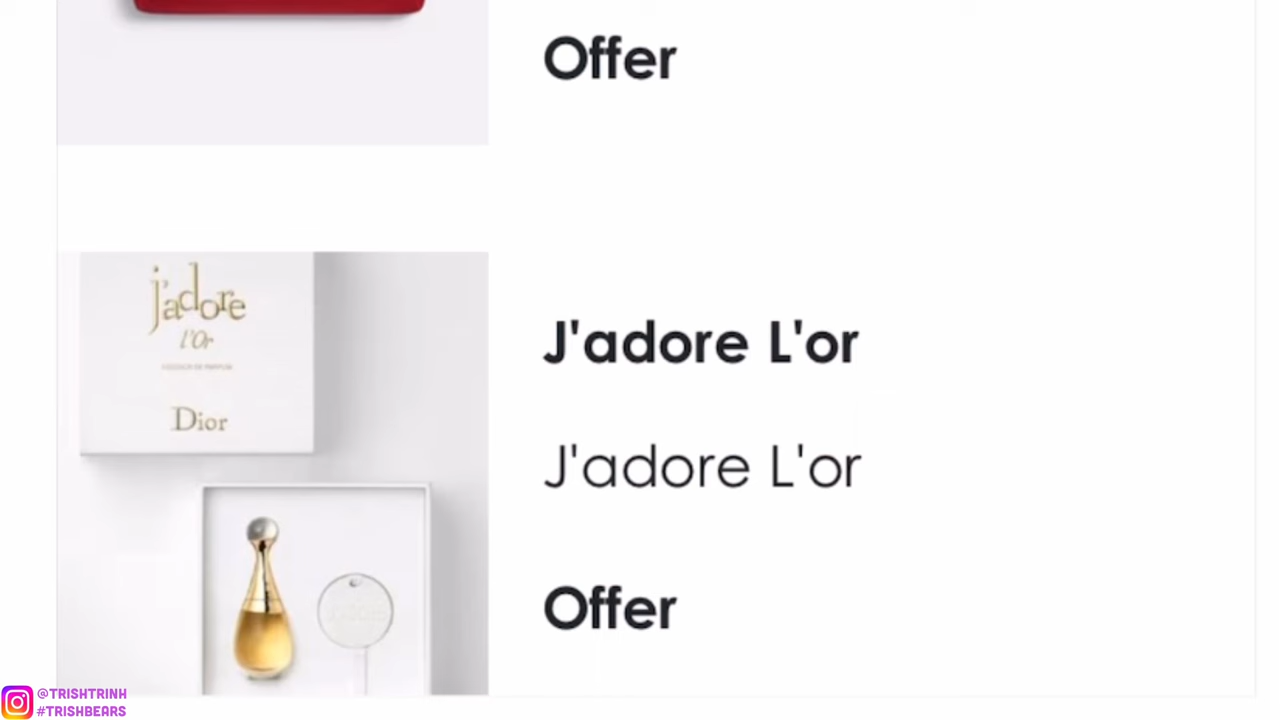 Offer
j'adore
l'Or
Dior
J'adore L'or
J'adore L'or
Offer
@TRISHTRINH
#TRISHBEARS